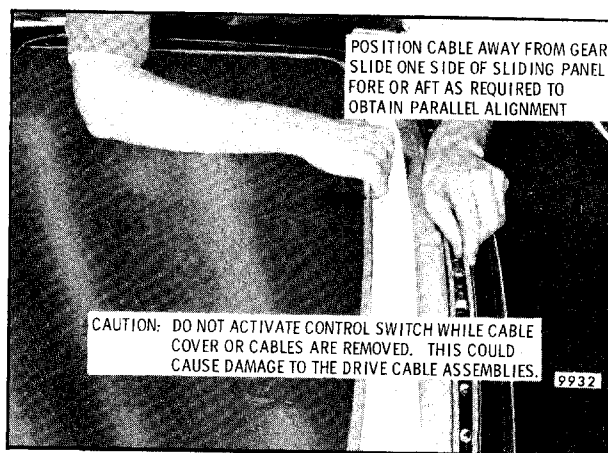 POSITION CABLE AWAY FROM GEAR
SLIDE ONE SIDE OF SLIDING PANEL
FORE OR AFT AS REQUIRED TO
OBTAIN PARALLEL ALIGNMENT
CAUTION: DO NOT ACTIVATE CONTROL SWITCH WHILE CABLE
COVER OR CABLES ARE REMOVED. THIS COULD
CAUSE DAMAGE TO THE DRIVE CABLE ASSEMBLIES.
9932